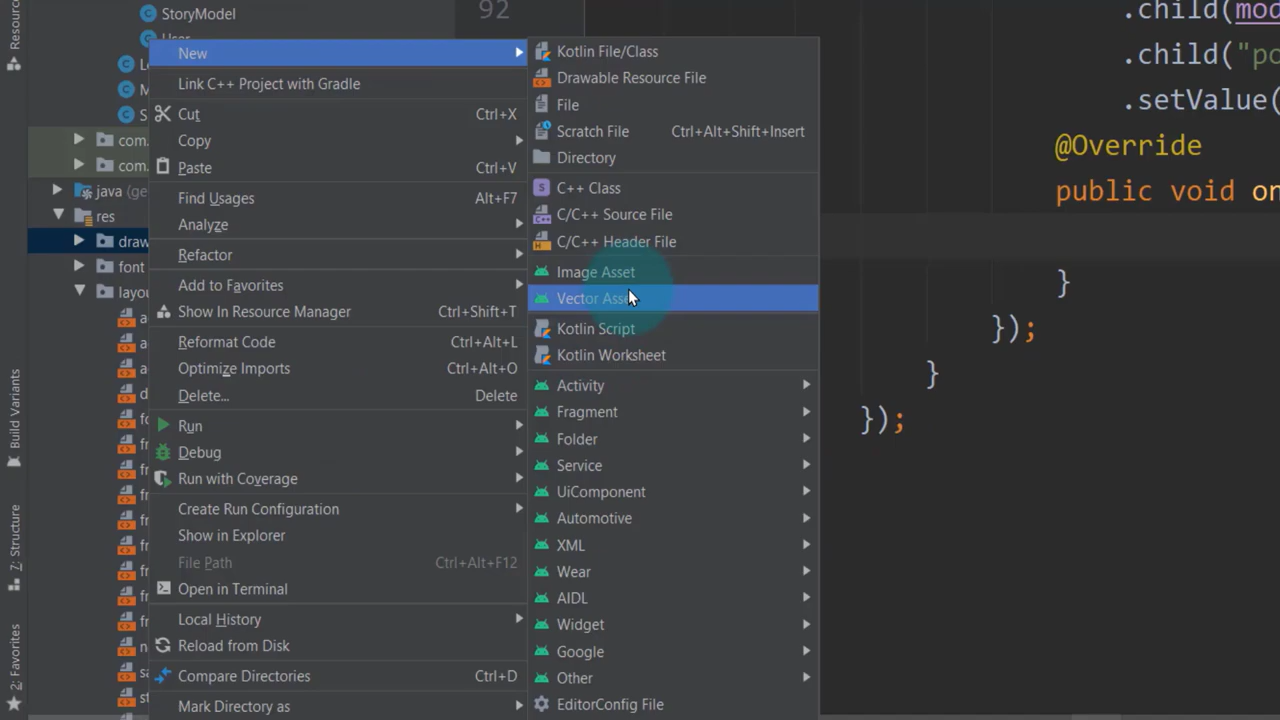 Resource
StoryModel
User
com.
com.
java (ge
res
draw
font
layou
Build Variants
7: Structure
2: Favorites
New
Link C++ Project with Gradle
Cut Ctrl+X
Copy
Paste Ctrl+V
Find Usages Alt+F7
Analyze
Refactor
Add to Favorites
Show In Resource Manager Ctrl+Shift+T
Reformat Code Ctrl+Alt+L
Optimize Imports Ctrl+Alt+O
Delete... Delete
Run
Debug
Run with Coverage
Create Run Configuration
Show in Explorer
File Path Ctrl+Alt+F12
Open in Terminal
Local History
Reload from Disk
Compare Directories Ctrl+D
Mark Directory as
Kotlin File/Class
Drawable Resource File
File
Scratch File Ctrl+Alt+Shift+Insert
Directory
C++ Class
C/C++ Source File
C/C++ Header File
Image Asset
Vector Asse
Kotlin Script
Kotlin Worksheet
Activity
Fragment
Folder
Service
UiComponent
Automotive
XML
Wear
AIDL
Widget
Google
Other
EditorConfig File
92
.child(mod
.child("po
.setValue(
@Override
public void on
}
});
}
});